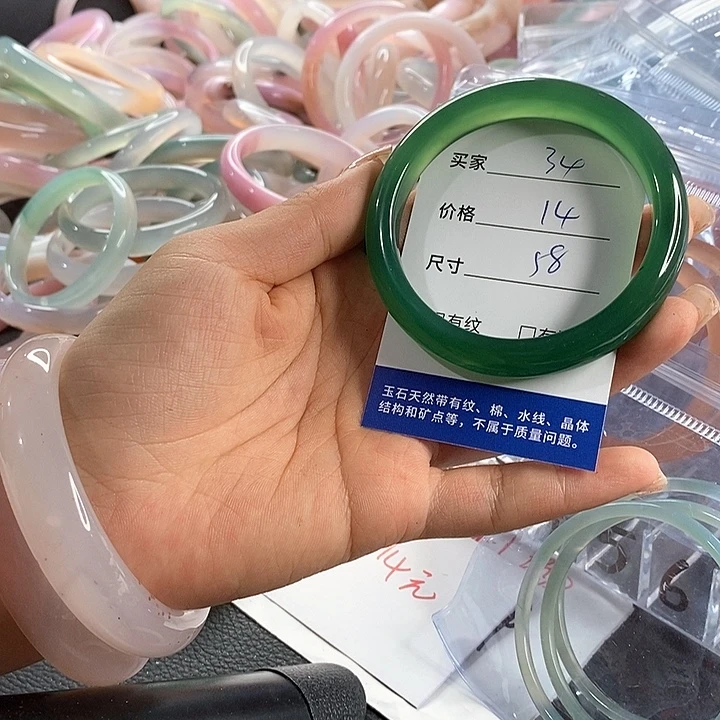 买家 34
价格 14
尺寸 58
有纹 口有
玉石天然带有纹、棉、水线、晶体
结构和矿点等，不属于质量问题。
14元
5 6